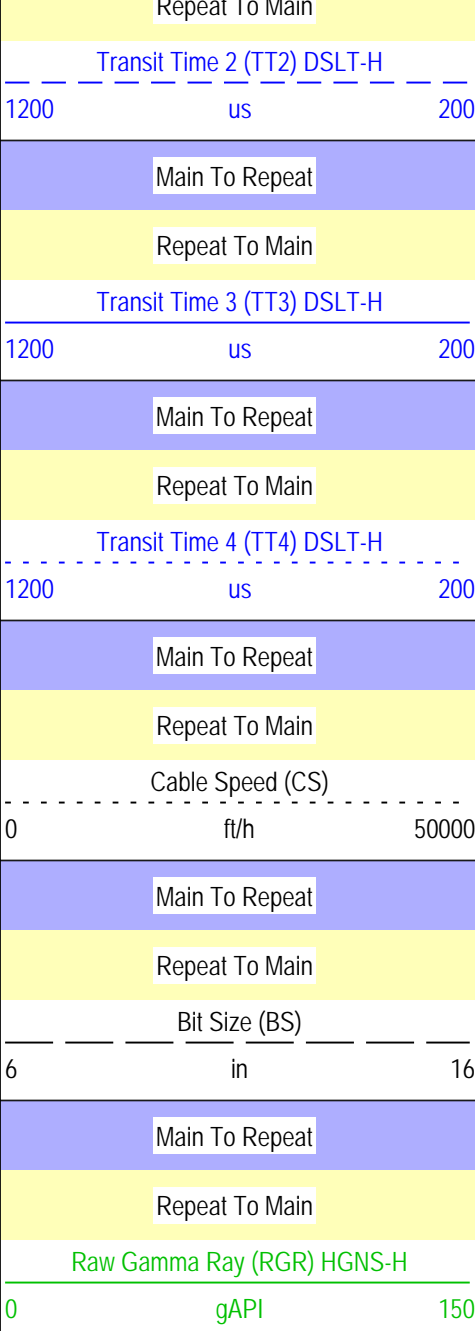 Repeat To Main
Transit Time 2 (TT2) DSLT-H
1200 us 200
Main To Repeat
Repeat To Main
Transit Time 3 (TT3) DSLT-H
1200 us 200
Main To Repeat
Repeat To Main
Transit Time 4 (TT4) DSLT-H
1200 us 200
Main To Repeat
Repeat To Main
Cable Speed (CS)
0 ft/h 50000
Main To Repeat
Repeat To Main
Bit Size (BS)
6 in 16
Main To Repeat
Repeat To Main
Raw Gamma Ray (RGR) HGNS-H
0 gAPI 150